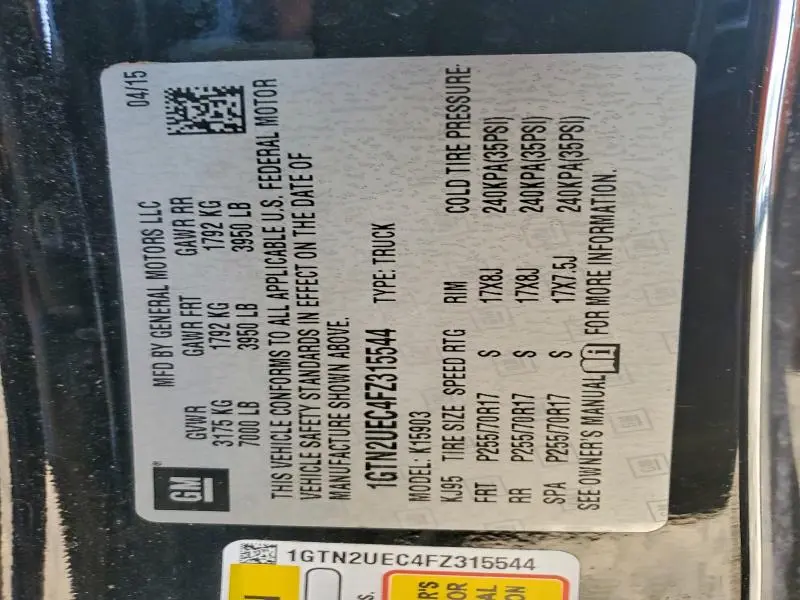 GM
MFD BY GENERAL MOTORS LLC 04/15
GVWR GAWR FRT GAWR RR
3175 KG 1792 KG 1792 KG
7000 LB 3950 LB 3950 LB
THIS VEHICLE CONFORMS TO ALL APPLICABLE U.S. FEDERAL MOTOR
VEHICLE SAFETY STANDARDS IN EFFECT ON THE DATE OF
MANUFACTURE SHOWN ABOVE.
1GTN2UEC4FZ315544 TYPE: TRUCK
MODEL: K15903
KJ95 TIRE SIZE SPEED RTG RIM COLD TIRE PRESSURE
FRT P255/70R17 S 17X8J 240KPA(35PSI)
RR P255/70R17 S 17X8J 240KPA(35PSI)
SPA P255/70R17 S 17X7.5J 240KPA(35PSI)
SEE OWNER'S MANUAL i FOR MORE INFORMATION.
1GTN2UEC4FZ315544